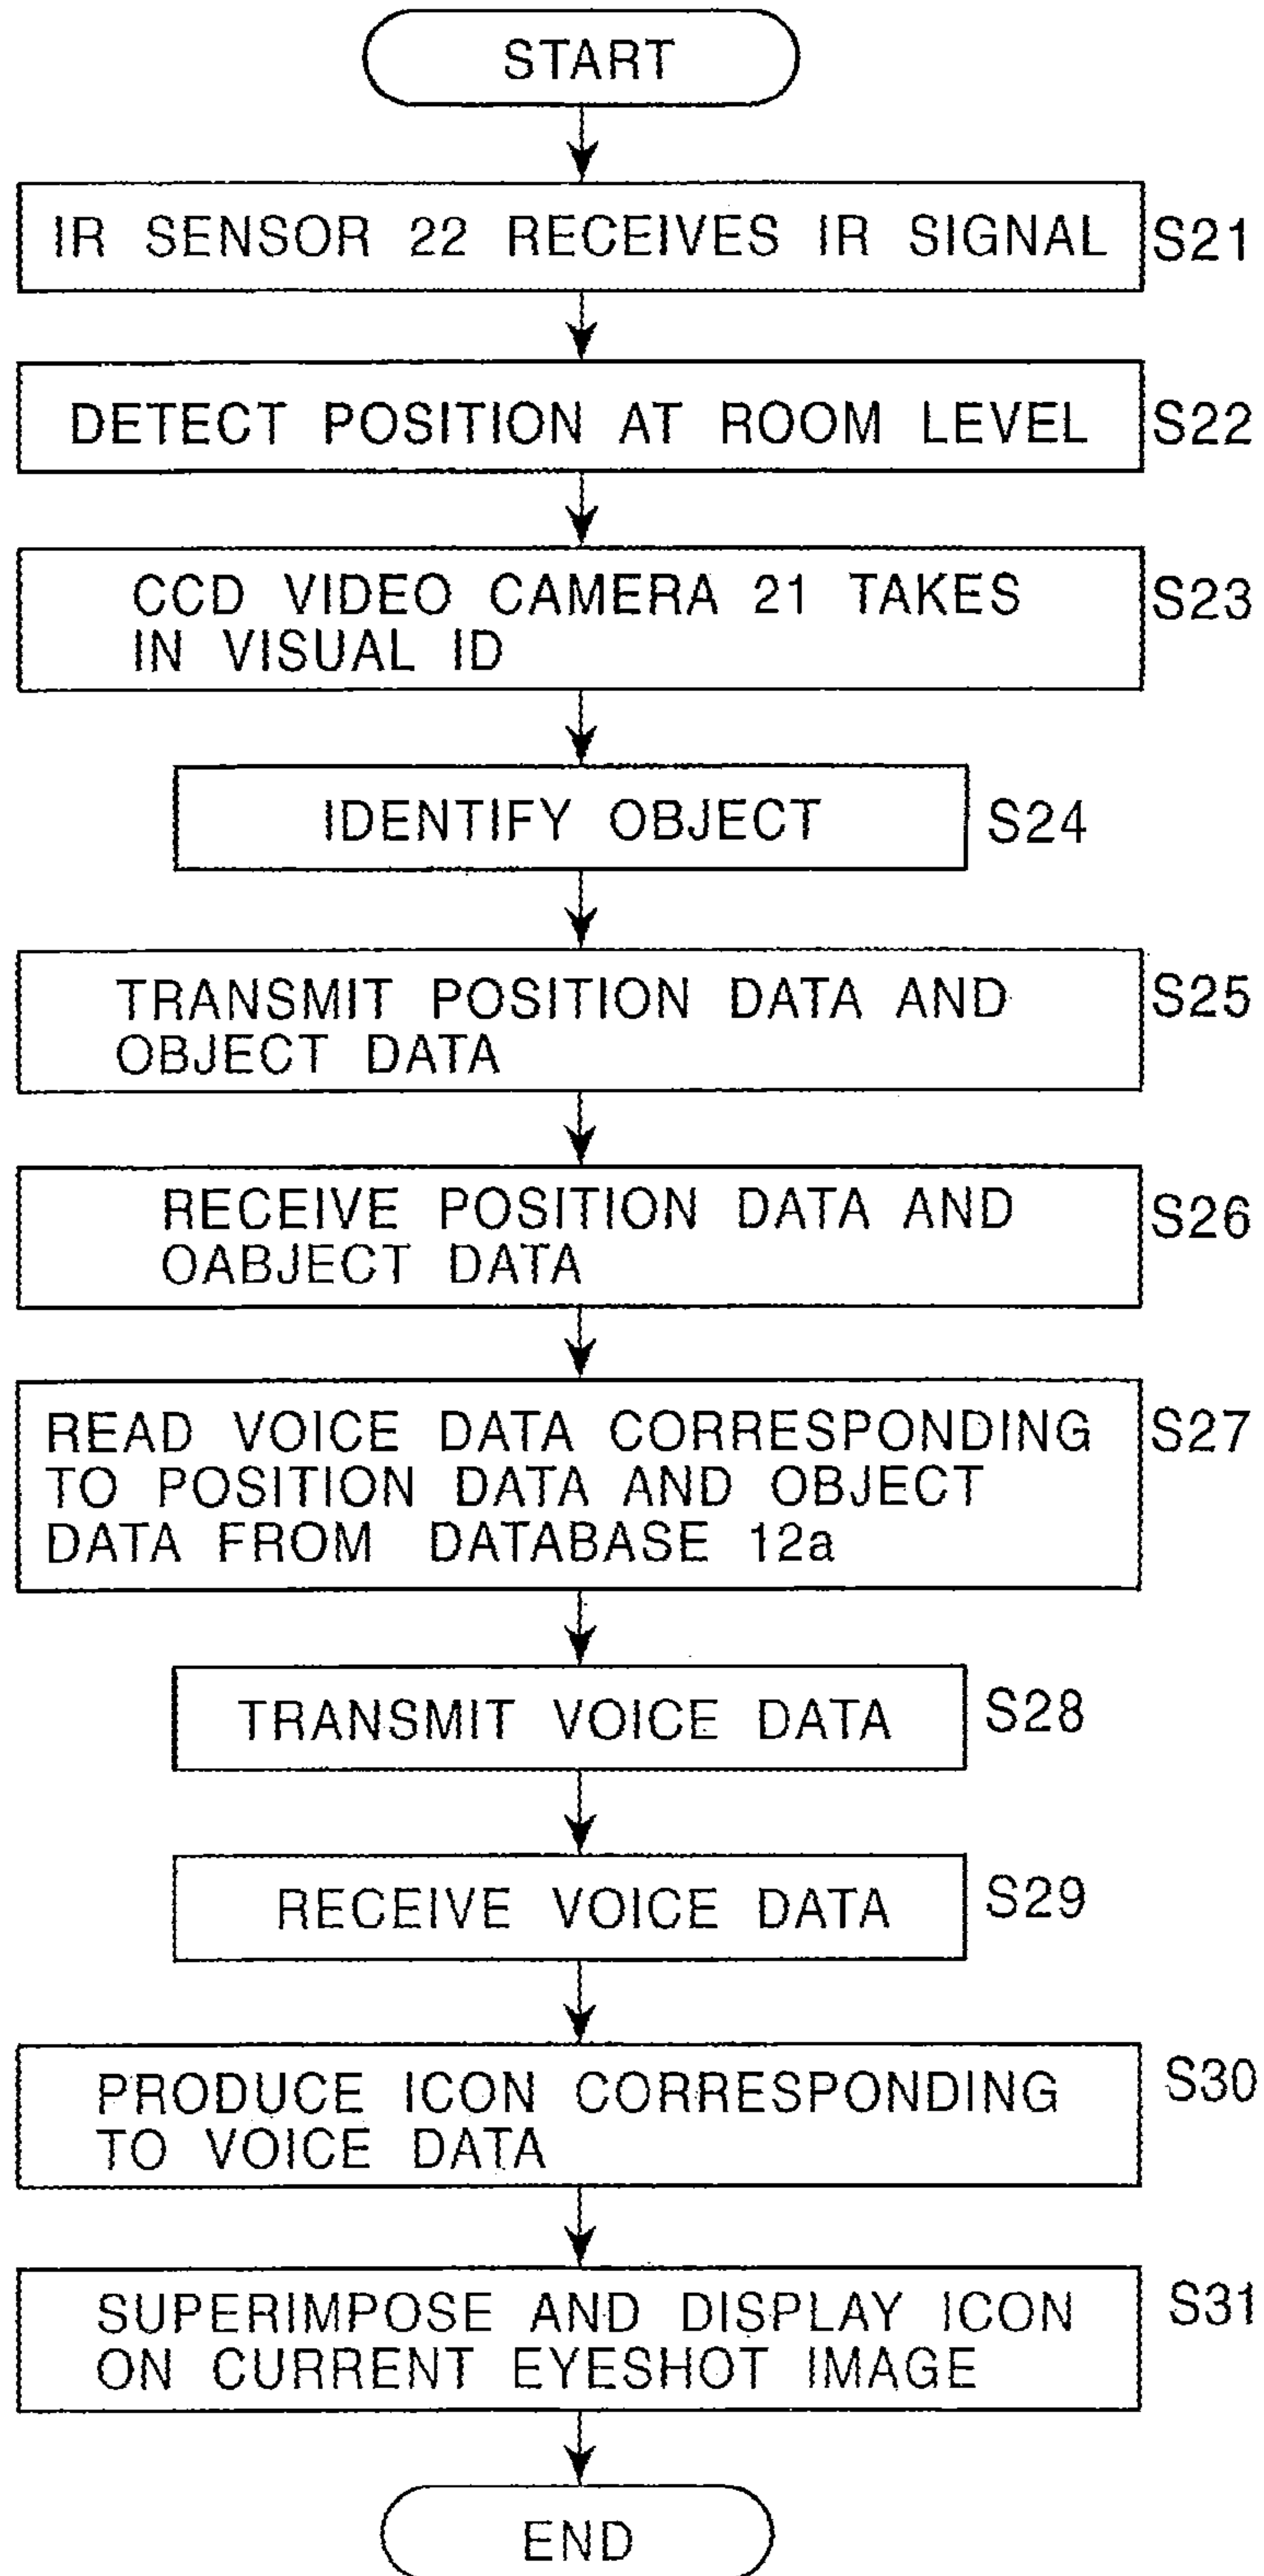 START
IR SENSOR 22 RECEIVES IR SIGNAL S21
DETECT POSITION AT ROOM LEVEL S22
CCD VIDEO CAMERA 21 TAKES S23
IN VISUAL ID
IDENTIFY OBJECT S24
TRANSMIT POSITION DATA AND S25
OBJECT DATA
RECEIVE POSITION DATA AND S26
OABJECT DATA
READ VOICE DATA CORRESPONDING S27
TO POSITION DATA AND OBJECT
DATA FROM DATABASE 12a
TRANSMIT VOICE DATA S28
RECEIVE VOICE DATA S29
PRODUCE ICON CORRESPONDING S30
TO VOICE DATA
SUPERIMPOSE AND DISPLAY ICON S31
ON CURRENT EYESHOT IMAGE
END